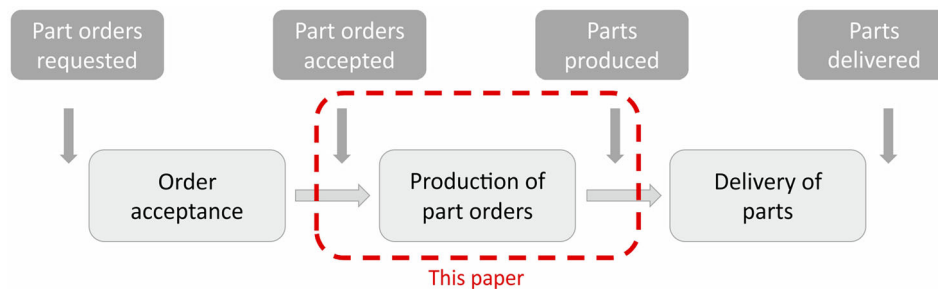 Part orders
requested
Part orders
accepted
Parts
produced
Parts
delivered
Order
acceptance
Production of
part orders
Delivery of
parts
This paper